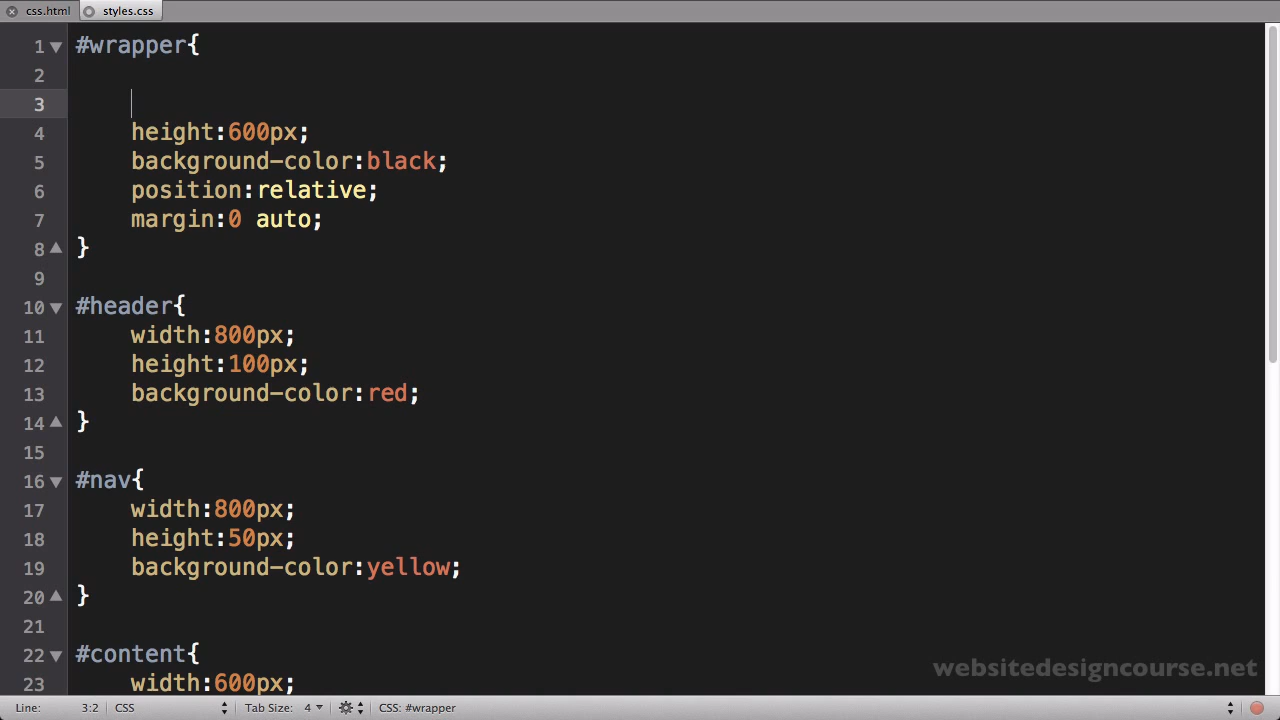 css.html styles.css
1 #wrapper{
2
3
4 height:600px;
5 background-color:black;
6 position:relative;
7 margin:0 auto;
8 }
9
10 #header{
11 width:800px;
12 height:100px;
13 background-color:red;
14 }
15
16 #nav{
17 width:800px;
18 height:50px;
19 background-color:yellow;
20 }
21
22 #content{
23 width:600px;
websitedesigncourse.net
Line: 3:2 CSS Tab Size: 4 CSS: #wrapper